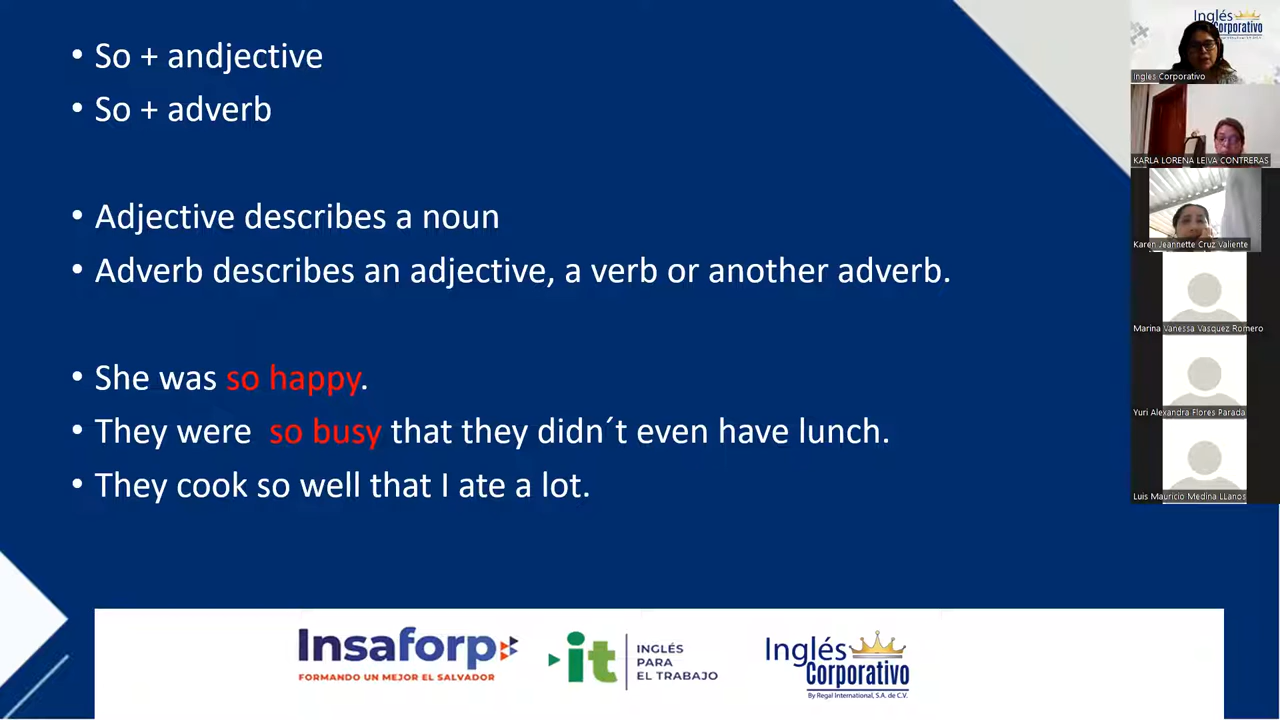 • So + andjective
• So + adverb
• Adjective describes a noun
• Adverb describes an adjective, a verb or another adverb.
• She was so happy.
• They were  so busy that they didn´t even have lunch.
• They cook so well that I ate a lot.
Insaforp
FORMANDO UN MEJOR EL SALVADOR
it
INGLÉS
PARA
EL TRABAJO
Inglés
Corporativo
By Regal International, S.A. de C.V.
Inglés
Corporativo
Ingles Corporativo
KARLA LORENA LEIVA CONTRERAS
Karen Jeannette Cruz Valiente
Marina Vanessa Vasquez Romero
Yuri Alexandra Flores Parada
Luis Mauricio Medina LLanos